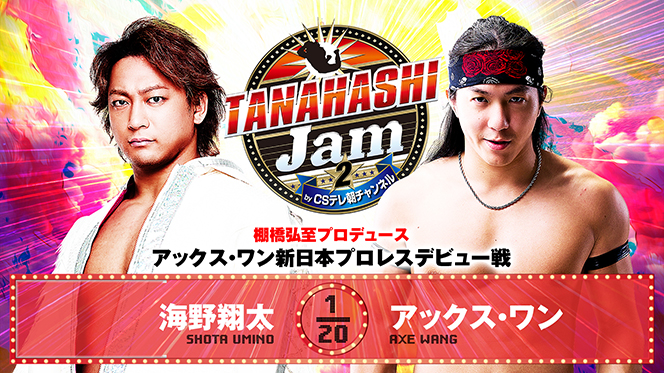 TANAHASHI
Jam
2
by CSテレ朝チャンネル
棚橋弘至プロデュース
アックス・ワン新日本プロレスデビュー戦
海野翔太
SHOTA UMINO
1/20
アックス・ワン
AXE WANG